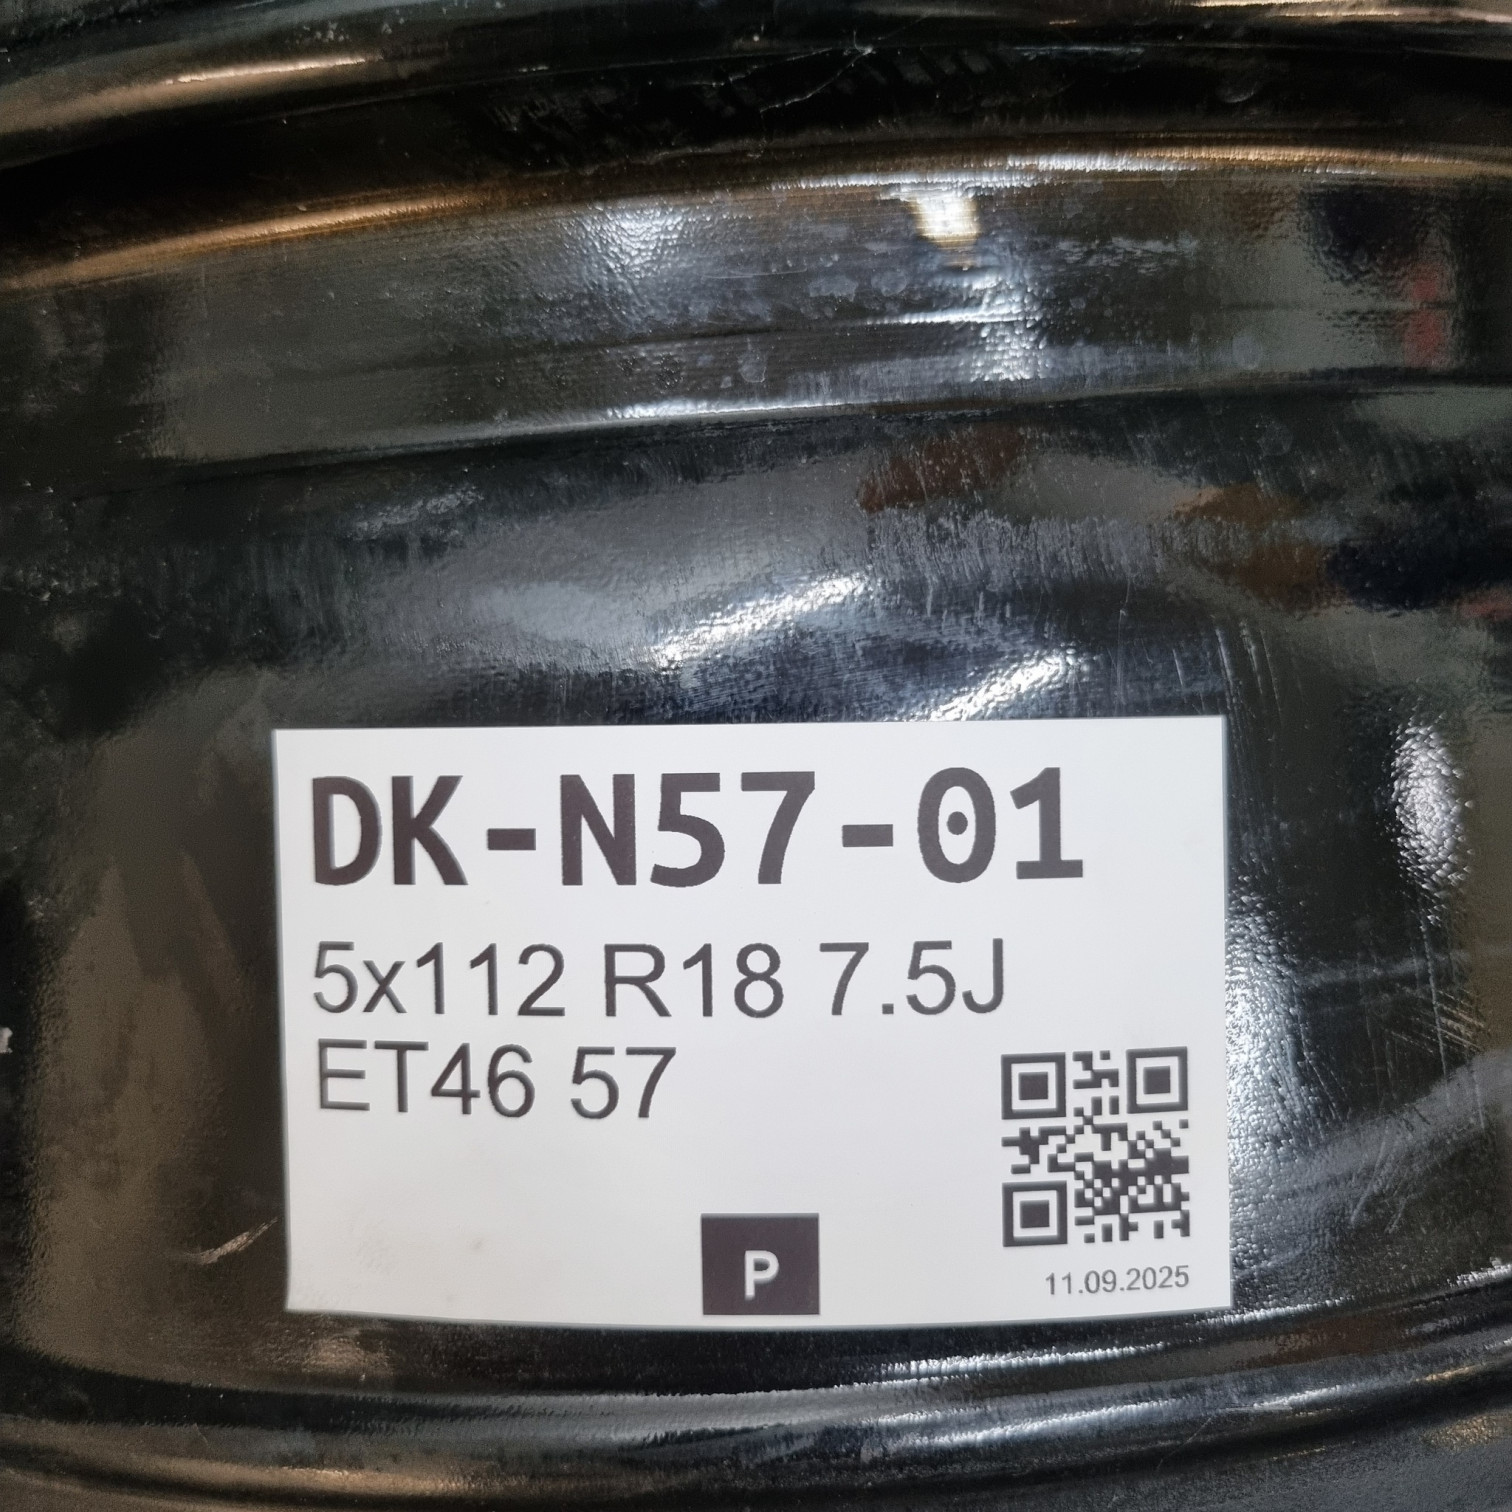 DK-N57-01
5x112 R18 7.5J
ET46 57
P
11.09.2025